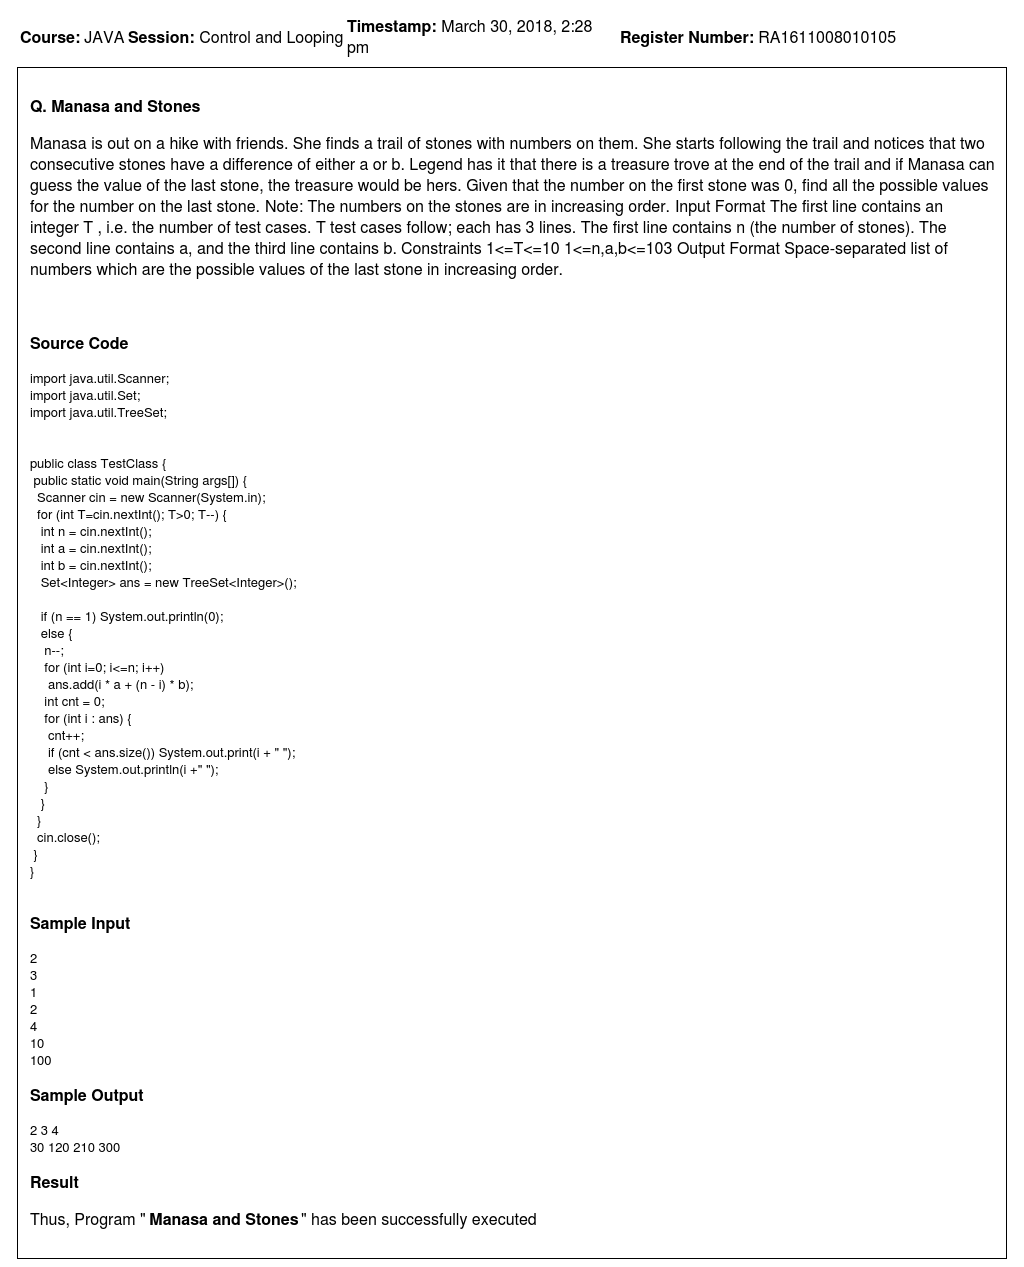 Course: JAVA Session: Control and Looping Timestamp: March 30, 2018, 2:28 pm Register Number: RA1611008010105
Q. Manasa and Stones
Manasa is out on a hike with friends. She finds a trail of stones with numbers on them. She starts following the trail and notices that two
consecutive stones have a difference of either a or b. Legend has it that there is a treasure trove at the end of the trail and if Manasa can
guess the value of the last stone, the treasure would be hers. Given that the number on the first stone was 0, find all the possible values
for the number on the last stone. Note: The numbers on the stones are in increasing order. Input Format The first line contains an
integer T , i.e. the number of test cases. T test cases follow; each has 3 lines. The first line contains n (the number of stones). The
second line contains a, and the third line contains b. Constraints 1<=T<=10 1<=n,a,b<=103 Output Format Space-separated list of
numbers which are the possible values of the last stone in increasing order.
Source Code
import java.util.Scanner;
import java.util.Set;
import java.util.TreeSet;
public class TestClass {
public static void main(String args[]) {
Scanner cin = new Scanner(System.in);
for (int T=cin.nextInt(); T>0; T--) {
int n = cin.nextInt();
int a = cin.nextInt();
int b = cin.nextInt();
Set<Integer> ans = new TreeSet<Integer>();
if (n == 1) System.out.println(0);
else {
n--;
for (int i=0; i<=n; i++)
ans.add(i * a + (n - i) * b);
int cnt = 0;
for (int i : ans) {
cnt++;
if (cnt < ans.size()) System.out.print(i + " ");
else System.out.println(i +" ");
}
}
}
cin.close();
}
}
Sample Input
2
3
1
2
4
10
100
Sample Output
2 3 4
30 120 210 300
Result
Thus, Program " Manasa and Stones " has been successfully executed